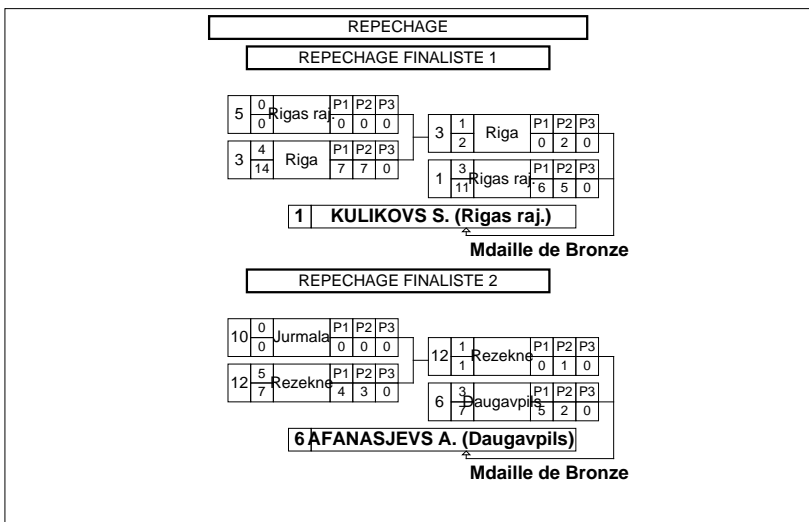 REPECHAGE
REPECHAGE FINALISTE 1
5 0 0 Rigas raj. P1 P2 P3 0 0 0
3 4 14 Riga P1 P2 P3 7 7 0
3 1 2 Riga P1 P2 P3 0 2 0
1 3 11 Rigas raj. P1 P2 P3 6 5 0
1 KULIKOVS S. (Rigas raj.)
Mdaille de Bronze
REPECHAGE FINALISTE 2
10 0 0 Jurmala P1 P2 P3 0 0 0
12 5 7 Rezekne P1 P2 P3 4 3 0
12 1 1 Rezekne P1 P2 P3 0 1 0
6 3 7 Daugavpils P1 P2 P3 5 2 0
6 AFANASJEVS A. (Daugavpils)
Mdaille de Bronze